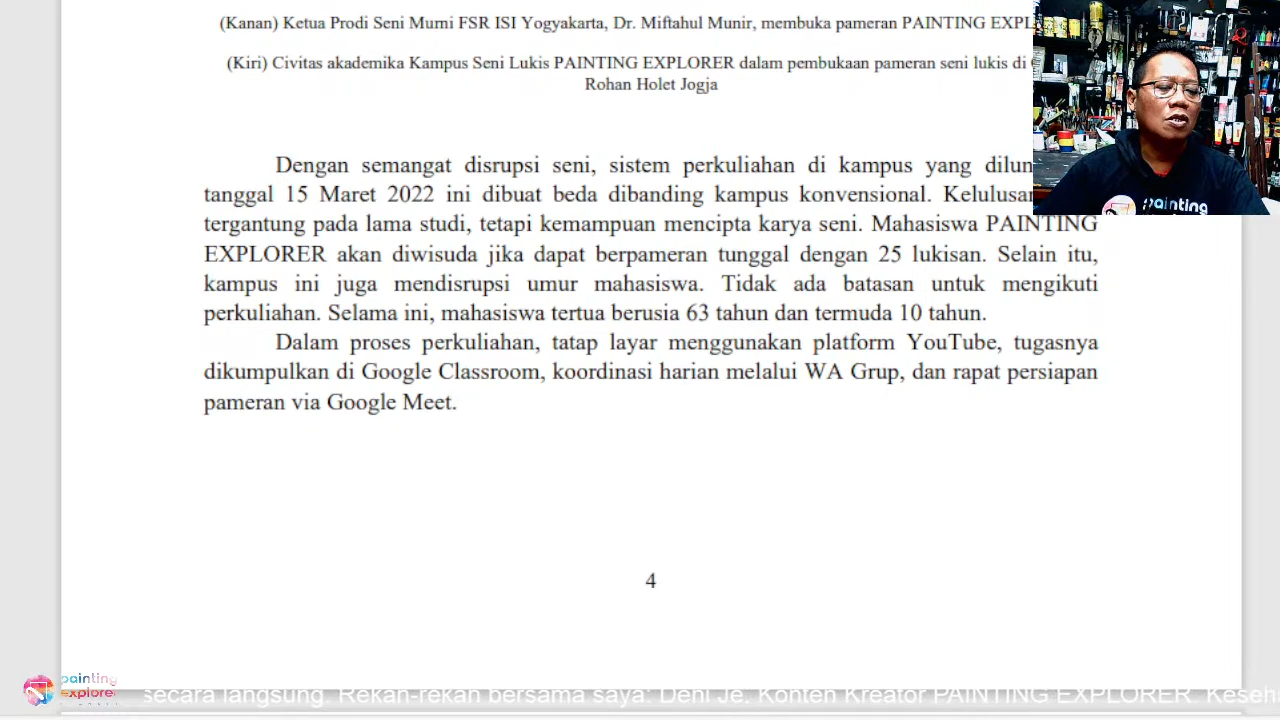 (Kanan) Ketua Prodi Seni Murni FSR ISI Yogyakarta, Dr. Miftahul Munir, membuka pameran PAINTING
(Kiri) Civitas akademika Kampus Seni Lukis PAINTING EXPLORER dalam pembukaan pameran seni lukis di
Rohan Holet Jogja
Dengan semangat disrupsi seni, sistem perkuliahan di kampus yang
tanggal 15 Maret 2022 ini dibuat beda dibanding kampus konvensional. Kelulusan
tergantung pada lama studi, tetapi kemampuan mencipta karya seni. Mahasiswa PAINTING
EXPLORER akan diwisuda jika dapat berpameran tunggal dengan 25 lukisan. Selain itu,
kampus ini juga mendisrupsi umur mahasiswa. Tidak ada batasan untuk mengikuti
perkuliahan. Selama ini, mahasiswa tertua berusia 63 tahun dan termuda 10 tahun.
Dalam proses perkuliahan, tatap layar menggunakan platform YouTube, tugasnya
dikumpulkan di Google Classroom, koordinasi harian melalui WA Grup, dan rapat persiapan
pameran via Google Meet.
4
painting
painting
explorer
secara langsung. Rekan-rekan bersama saya: Deni Je. Konten Kreator PAINTING EXPLORER.